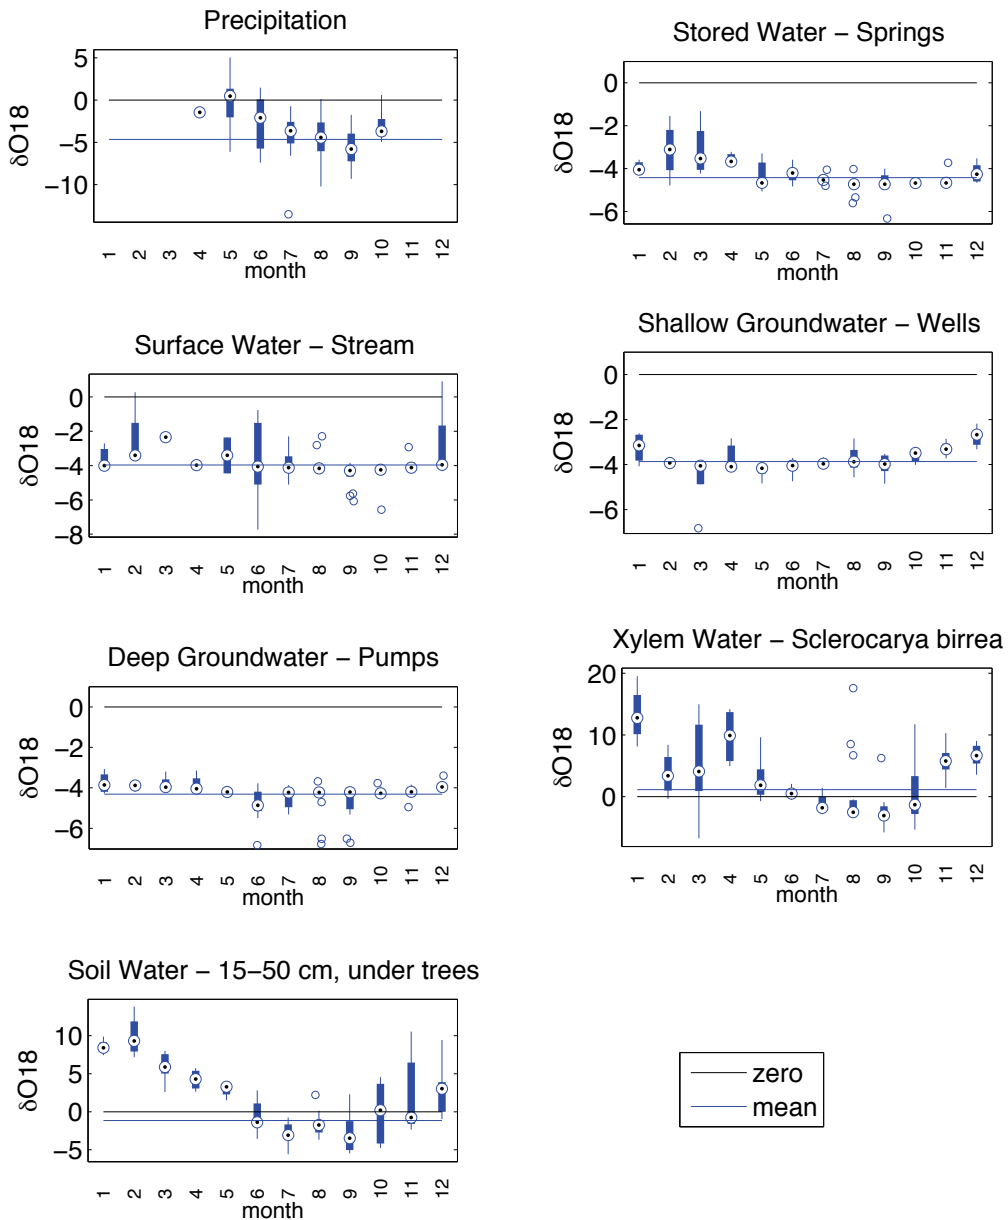 Precipitation
5
0
−5
−10
δO18
1 2 3 4 5 6 7 8 9 10 11 12
month
Stored Water − Springs
0
−2
−4
−6
δO18
1 2 3 4 5 6 7 8 9 10 11 12
month
Surface Water − Stream
0
−2
−4
−6
−8
δO18
1 2 3 4 5 6 7 8 9 10 11 12
month
Shallow Groundwater − Wells
0
−2
−4
−6
δO18
1 2 3 4 5 6 7 8 9 10 11 12
month
Deep Groundwater − Pumps
0
−2
−4
−6
δO18
1 2 3 4 5 6 7 8 9 10 11 12
month
Xylem Water − Sclerocarya birrea
20
10
0
δO18
1 2 3 4 5 6 7 8 9 10 11 12
month
Soil Water − 15−50 cm, under trees
10
5
0
−5
δO18
1 2 3 4 5 6 7 8 9 10 11 12
month
zero
mean